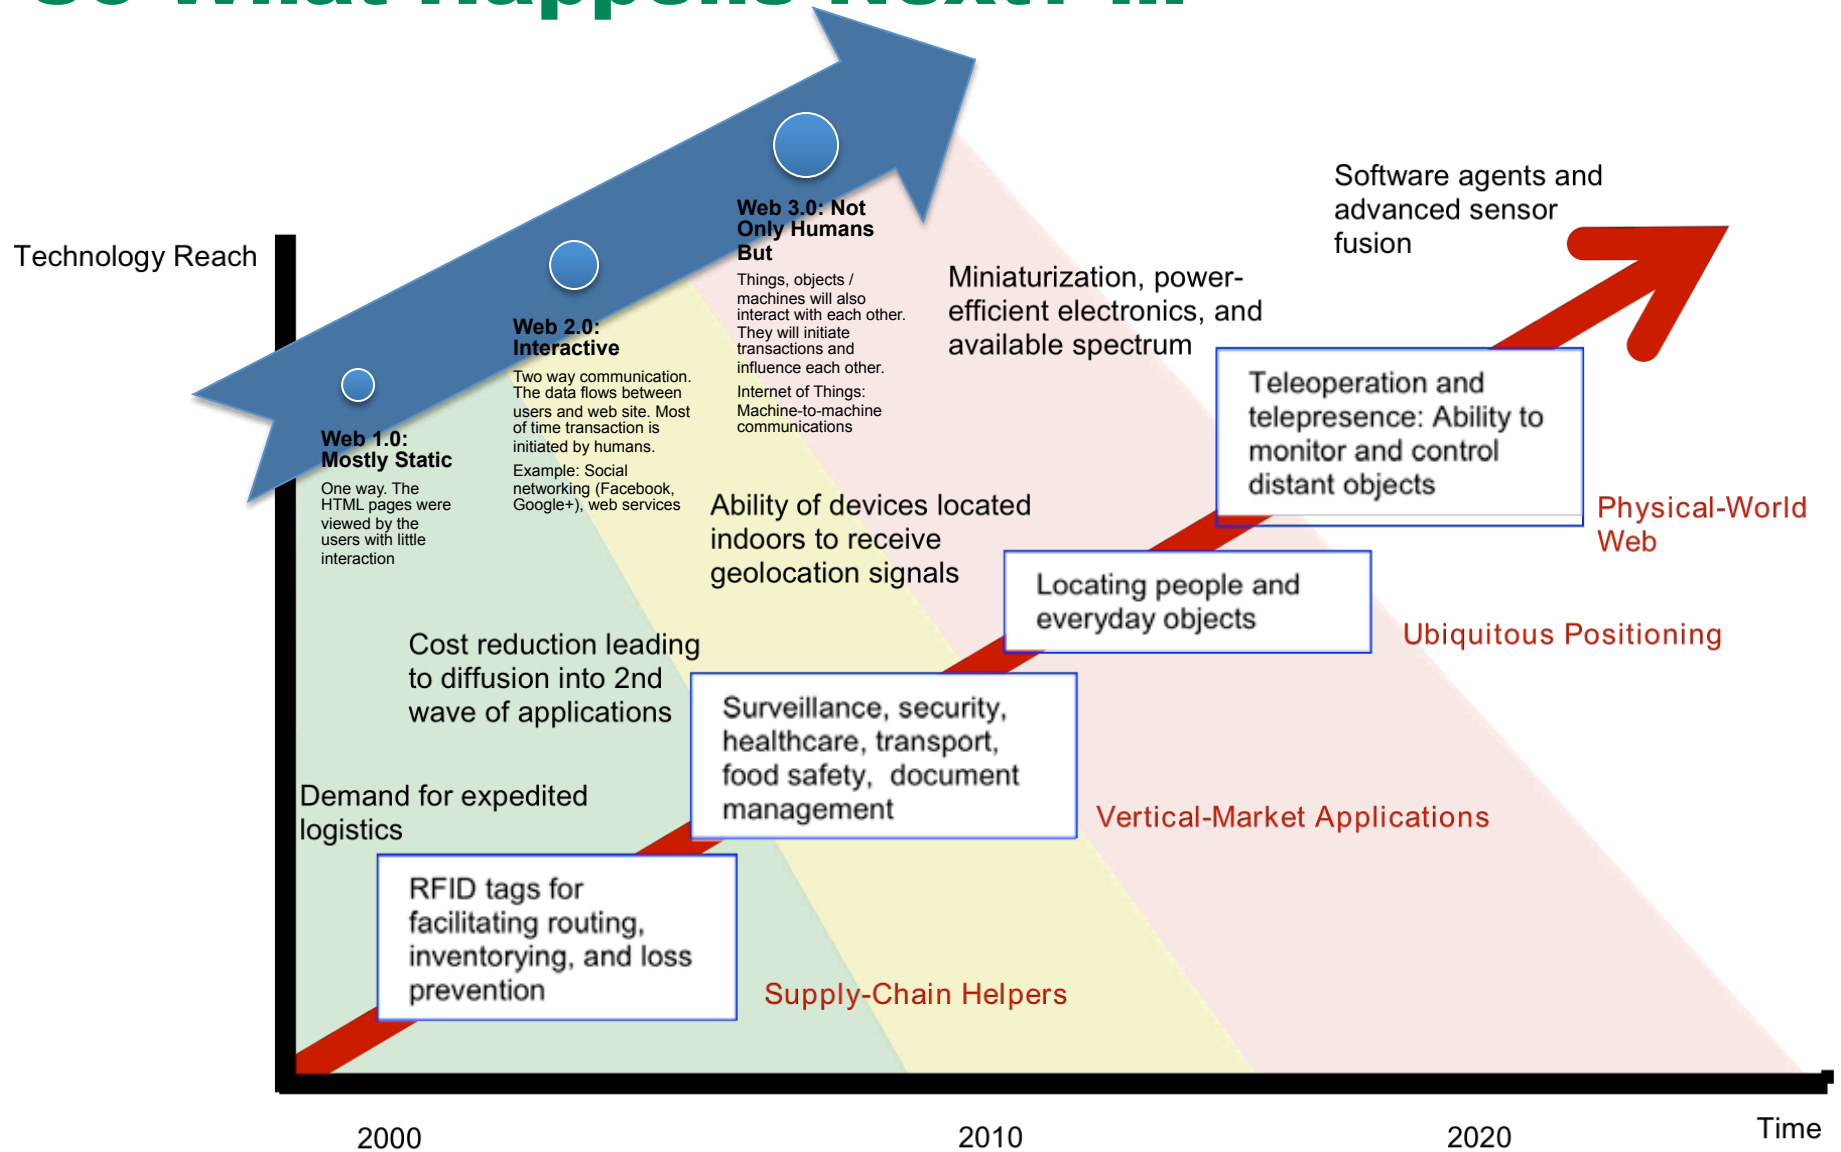 So What Happens Next? ...
Technology Reach
Web 1.0:
Mostly Static
One way. The
HTML pages were
viewed by the
users with little
interaction
Web 2.0:
Interactive
Two way communication.
The data flows between
users and web site. Most
of time transaction is
initiated by humans.
Example: Social
networking (Facebook,
Google+), web services
Web 3.0: Not
Only Humans
But
Things, objects /
machines will also
interact with each other.
They will initiate
transactions and
influence each other.
Internet of Things:
Machine-to-machine
communications
Software agents and
advanced sensor
fusion
Miniaturization, power-
efficient electronics, and
available spectrum
Teleoperation and
telepresence: Ability to
monitor and control
distant objects
Physical-World
Web
Ability of devices located
indoors to receive
geolocation signals
Locating people and
everyday objects
Ubiquitous Positioning
Cost reduction leading
to diffusion into 2nd
wave of applications
Surveillance, security,
healthcare, transport,
food safety, document
management
Vertical-Market Applications
Demand for expedited
logistics
RFID tags for
facilitating routing,
inventorying, and loss
prevention
Supply-Chain Helpers
2000
2010
2020
Time